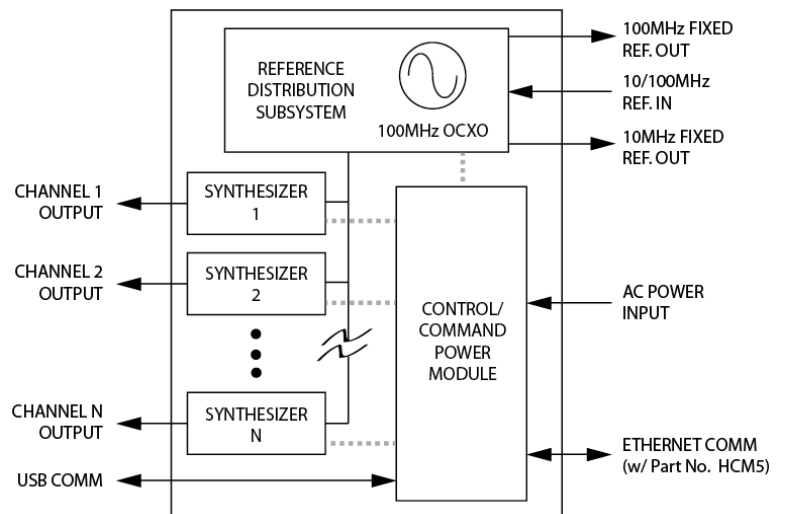 100MHz FIXED
REF. OUT
REFERENCE
DISTRIBUTION
SUBSYSTEM
100MHz OCXO
10/100MHz
REF. IN
10MHz FIXED
REF. OUT
CHANNEL 1
OUTPUT
SYNTHESIZER
1
CHANNEL 2
OUTPUT
SYNTHESIZER
2
CONTROL/
COMMAND
POWER
MODULE
AC POWER
INPUT
CHANNEL N
OUTPUT
SYNTHESIZER
N
USB COMM
ETHERNET COMM
(w/ Part No. HCM5)